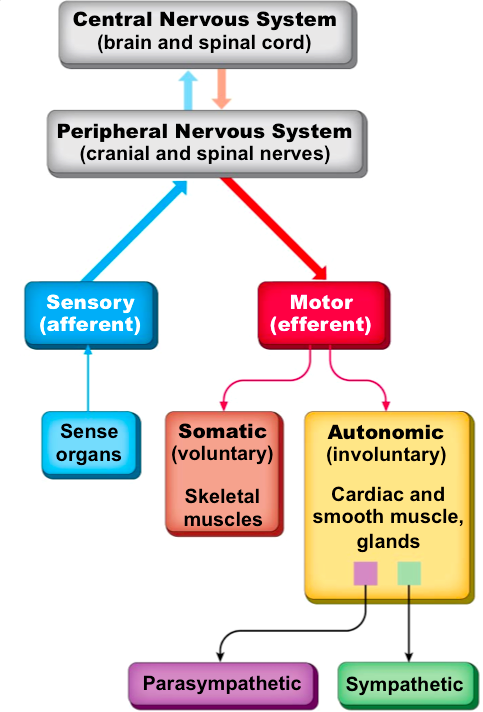 Central Nervous System
(brain and spinal cord)
Peripheral Nervous System
(cranial and spinal nerves)
Sensory
(afferent)
Motor
(efferent)
Sense
organs
Somatic
(voluntary)
Skeletal
muscles
Autonomic
(involuntary)
Cardiac and
smooth muscle,
glands
Parasympathetic
Sympathetic